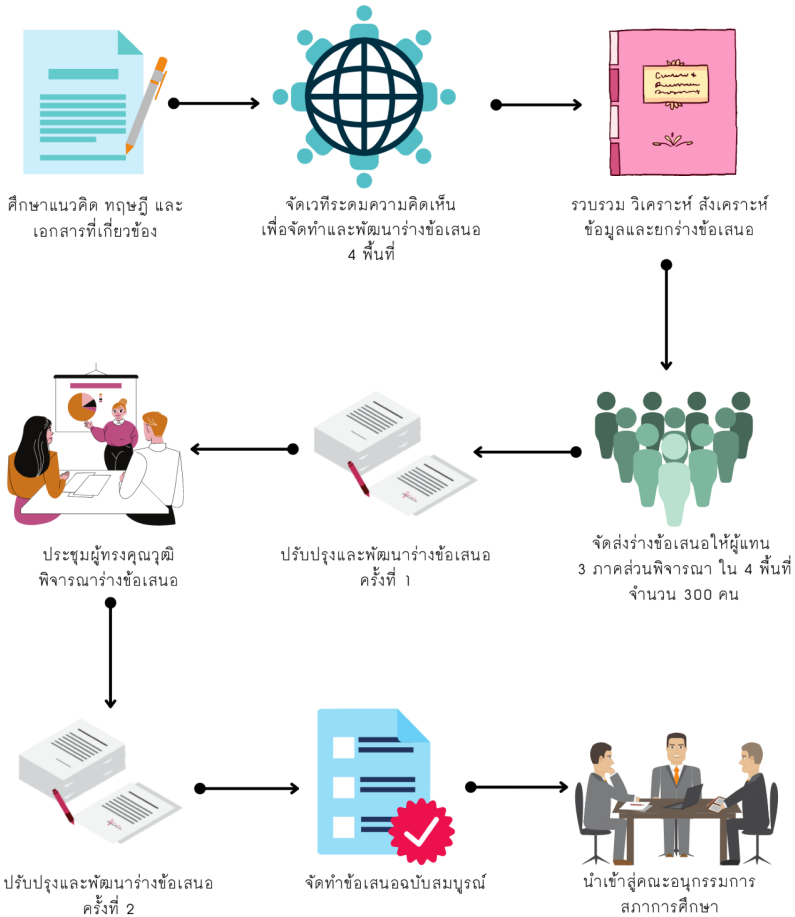 ศึกษาแนวคิด ทฤษฎี และ
เอกสารที่เกี่ยวข้อง
จัดเวทีระดมความคิดเห็น
เพื่อจัดทำและพัฒนาร่างข้อเสนอ
4 พื้นที่
รวบรวม วิเคราะห์ สังเคราะห์
ข้อมูลและยกร่างข้อเสนอ
จัดส่งร่างข้อเสนอให้ผู้แทน
3 ภาคส่วนพิจารณา ใน 4 พื้นที่
จำนวน 300 คน
ปรับปรุงและพัฒนาร่างข้อเสนอ
ครั้งที่ 1
ประชุมผู้ทรงคุณวุฒิ
พิจารณาร่างข้อเสนอ
ปรับปรุงและพัฒนาร่างข้อเสนอ
ครั้งที่ 2
จัดทำข้อเสนอฉบับสมบูรณ์
นำเข้าสู่คณะอนุกรรมการ
สภาการศึกษา